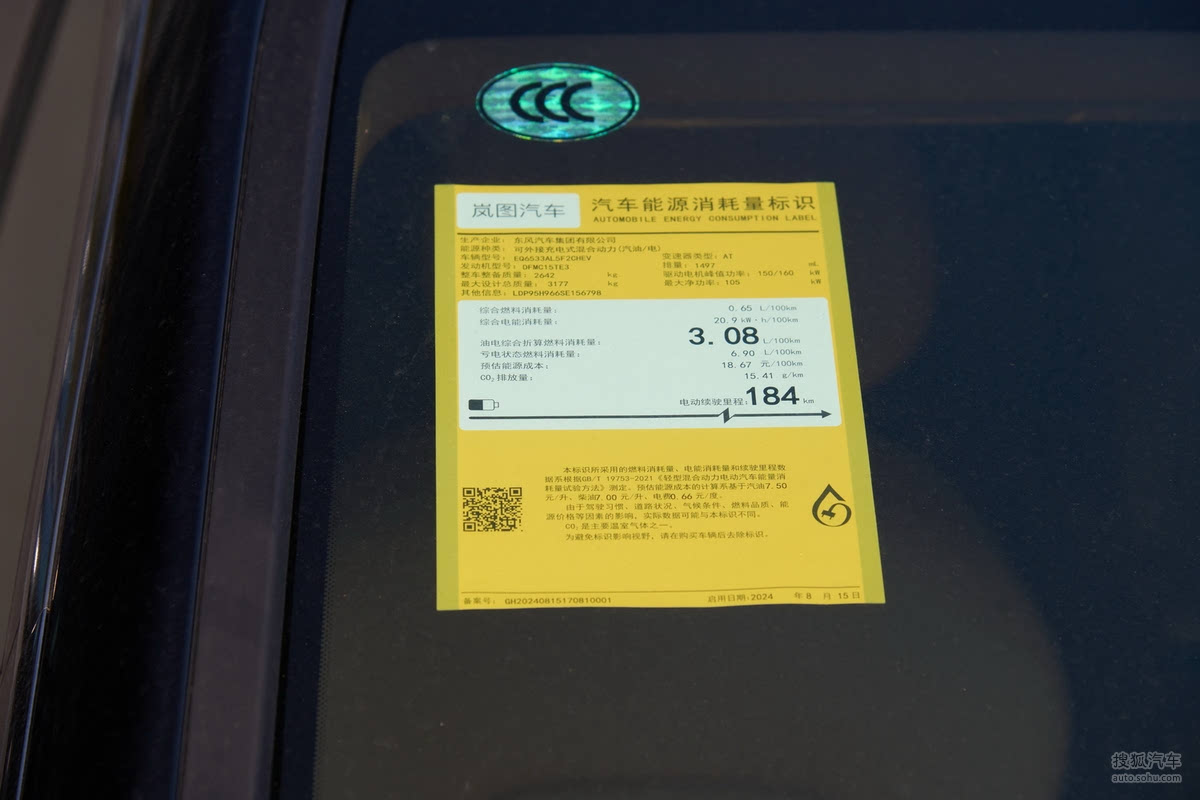 CCC
岚图汽车
汽车能源消耗量标识
AUTOMOBILE ENERGY CONSUMPTION LABEL
生产企业: 东风汽车集团有限公司
能源种类: 可外接充电式混合动力(汽油/电)
车辆型号: EQ6533AL5F2CHEV 变速器类型: AT
发动机型号: DFMC15TE3 排量: 1497 mL
整车整备质量: 2642 kg 驱动电机峰值功率: 150/160 kW
最大设计总质量: 3177 kg 最大净功率: 105 kW
其他信息: LDP95H966SE156798
综合燃料消耗量: 0.65 L/100km
综合电能消耗量: 20.9 kW·h/100km
油电综合折算燃料消耗量: 3.08 L/100km
亏电状态燃料消耗量: 6.90 L/100km
预估能源成本: 18.67 元/100km
CO₂排放量: 15.41 g/km
电动续驶里程: 184 km
本标识所采用的燃料消耗量、电能消耗量和续驶里程数
据系根据GB/T 19753-2021《轻型混合动力电动汽车能量消
耗量试验方法》测定。预估能源成本的计算系基于汽油7.50
元/升、柴油7.00 元/升、电费0.66 元/度。
由于驾驶习惯、道路状况、气候条件、燃料品质、能
源价格等因素的影响，实际数据可能与本标识不同。
CO₂是主要温室气体之一。
为避免标识影响视野，请在购买车辆后去除标识。
备案号: GH20240815170810001 启用日期:2024 年 8 月 15 日
搜狐汽车
auto.sohu.com